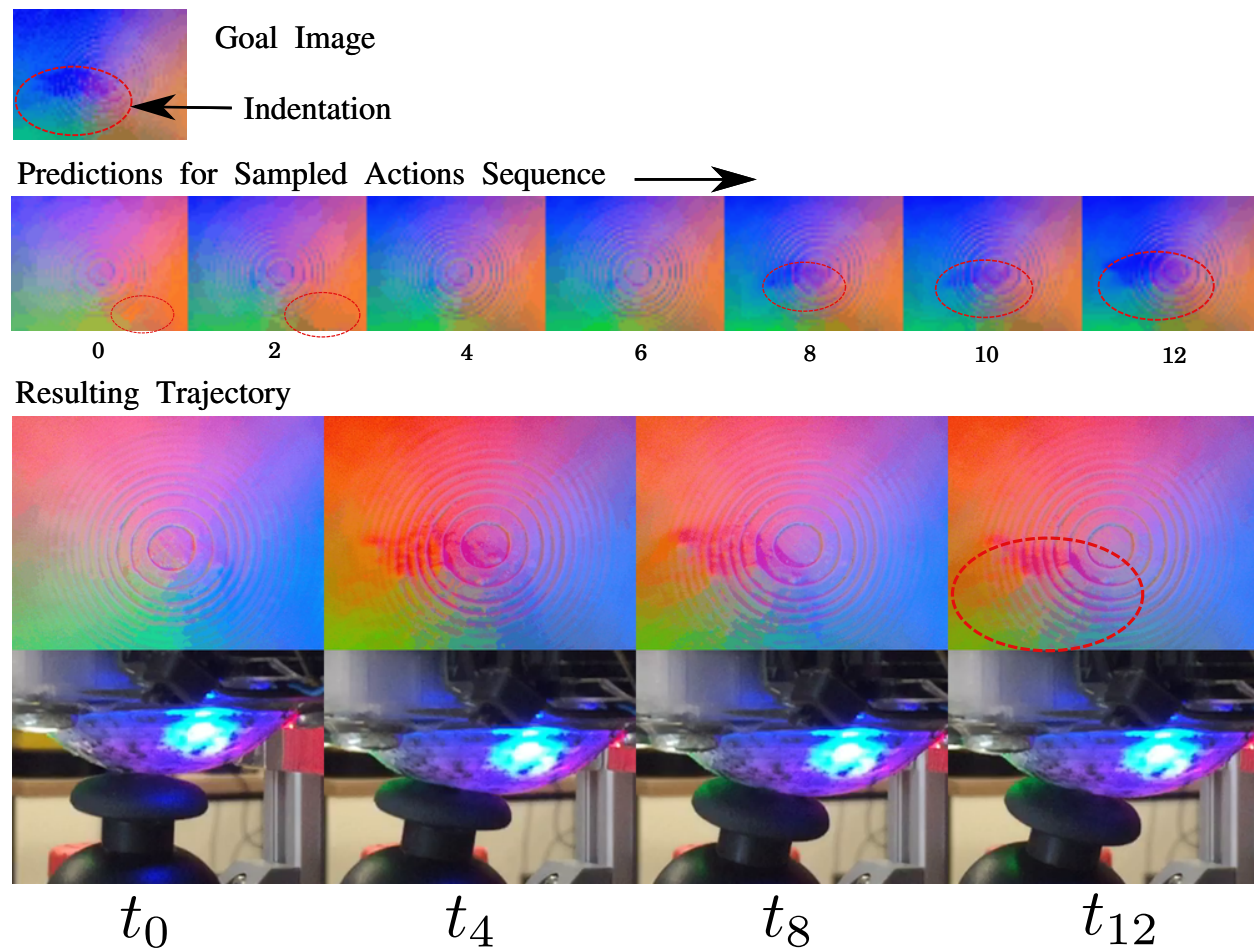 Goal Image
Indentation
Predictions for Sampled Actions Sequence
0 2 4 6 8 10 12
Resulting Trajectory
t0 t4 t8 t12